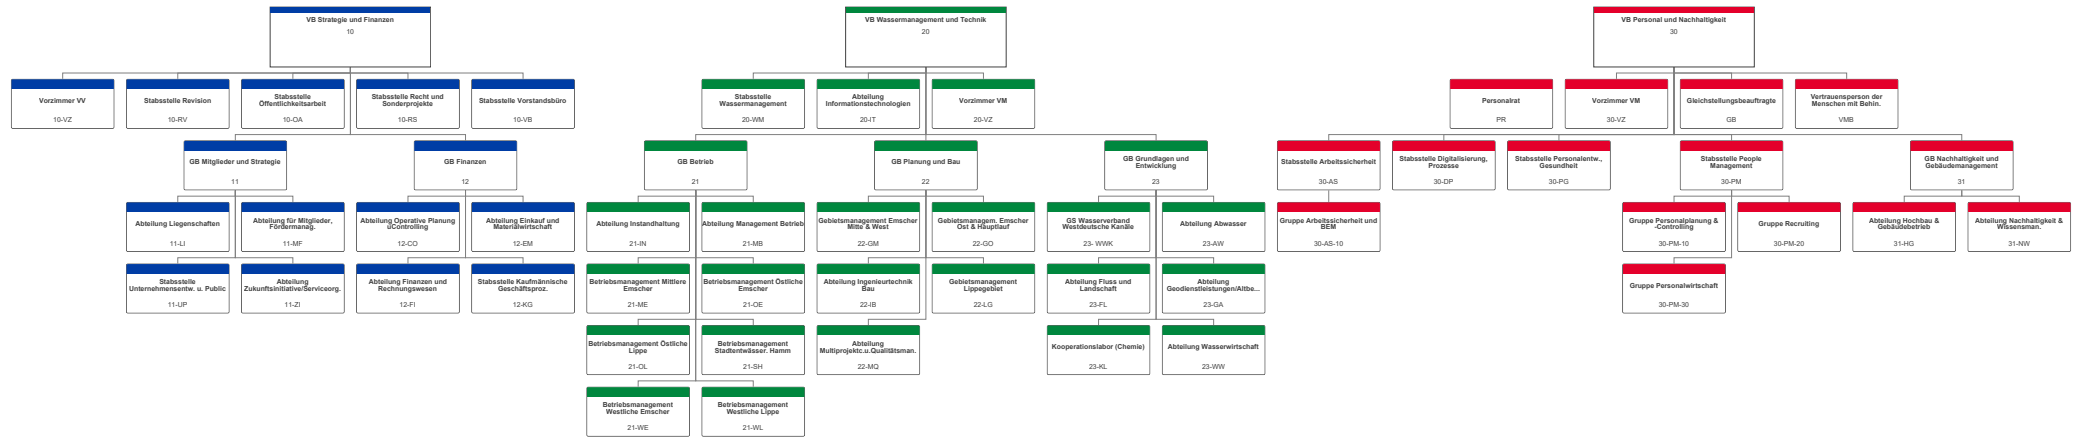 VB Strategie und Finanzen
10
VB Wassermanagement und Technik
20
VB Personal und Nachhaltigkeit
30
Vorzimmer VV
10-VZ
Stabsstelle Revision
10-RV
Stabsstelle
Öffentlichkeitsarbeit
10-OA
Stabsstelle Recht und
Sonderprojekte
10-RS
Stabsstelle Vorstandsbüro
10-VB
Stabsstelle
Wassermanagement
20-WM
Abteilung
Informationstechnologien
20-IT
Vorzimmer VM
20-VZ
Personalrat
PR
Vorzimmer VM
30-VZ
Gleichstellungsbeauftragte
GB
Vertrauensperson der
Menschen mit Behin.
VMB
GB Mitglieder und Strategie
11
GB Finanzen
12
GB Betrieb
21
GB Planung und Bau
22
GB Grundlagen und
Entwicklung
23
Stabsstelle Arbeitssicherheit
30-AS
Stabsstelle Digitalisierung,
Prozesse
30-DP
Stabsstelle Personalentw.,
Gesundheit
30-PG
Stabsstelle People
Management
30-PM
GB Nachhaltigkeit und
Gebäudemanagement
31
Abteilung Liegenschaften
11-LI
Abteilung für Mitglieder,
Fördermanag.
11-MF
Abteilung Operative Planung
uControlling
12-CO
Abteilung Einkauf und
Materialwirtschaft
12-EM
Abteilung Instandhaltung
21-IN
Abteilung Management Betrieb
21-MB
Gebietsmanagement Emscher
Mitte & West
22-GM
Gebietsmanagem. Emscher
Ost & Hauptlauf
22-GO
GS Wasserverband
Westdeutsche Kanäle
23- WWK
Abteilung Abwasser
23-AW
Gruppe Arbeitssicherheit und
BEM
30-AS-10
Gruppe Personalplanung &
-Controlling
30-PM-10
Gruppe Recruiting
30-PM-20
Abteilung Hochbau &
Gebäudebetrieb
31-HG
Abteilung Nachhaltigkeit &
Wissensman.
31-NW
Stabsstelle
Unternehmensentw. u. Public
11-UP
Abteilung
Zukunftsinitiative/Serviceorg.
11-ZI
Abteilung Finanzen und
Rechnungswesen
12-FI
Stabsstelle Kaufmännische
Geschäftsproz.
12-KG
Betriebsmanagement Mittlere
Emscher
21-ME
Betriebsmanagement Östliche
Emscher
21-OE
Abteilung Ingenieurtechnik
Bau
22-IB
Gebietsmanagement
Lippegebiet
22-LG
Abteilung Fluss und
Landschaft
23-FL
Abteilung
Geodienstleistungen/Altbe...
23-GA
Gruppe Personalwirtschaft
30-PM-30
Betriebsmanagement Östliche
Lippe
21-OL
Betriebsmanagement
Stadtentwässer. Hamm
21-SH
Abteilung
Multiprojektc.u.Qualitätsman.
22-MQ
Kooperationslabor (Chemie)
23-KL
Abteilung Wasserwirtschaft
23-WW
Betriebsmanagement
Westliche Emscher
21-WE
Betriebsmanagement
Westliche Lippe
21-WL